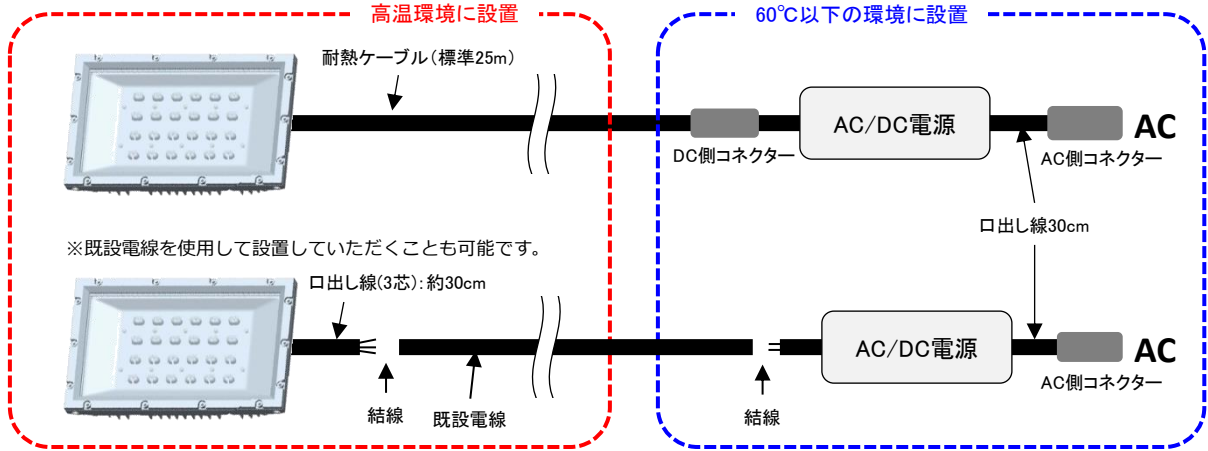 高温環境に設置
60℃以下の環境に設置
耐熱ケーブル(標準25m)
AC/DC電源
AC
DC側コネクター
AC側コネクター
口出し線30cm
※既設電線を使用して設置していただくことも可能です。
口出し線(3芯):約30cm
AC/DC電源
AC
AC側コネクター
結線
既設電線
結線